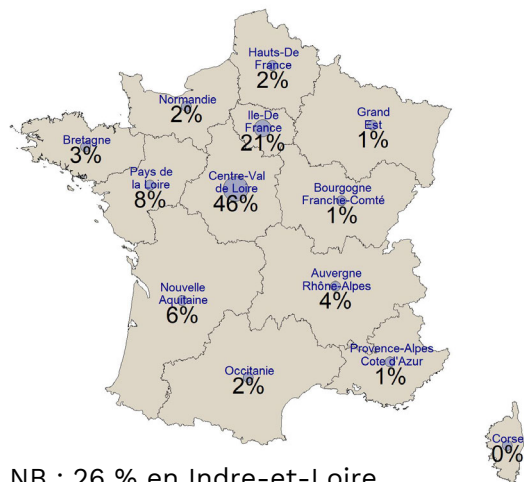 Hauts-De
France
2%
Normandie
2%
Ile-De
France
21%
Grand
Est
1%
Bretagne
3%
Pays de
la Loire
8%
Centre-Val
de Loire
46%
Bourgogne
Franche-Comté
1%
Nouvelle
Aquitaine
6%
Auvergne
Rhône-Alpes
4%
Occitanie
2%
Provence-Alpes
Cote d'Azur
1%
Corse
0%
NB : 26 % en Indre-et-Loire